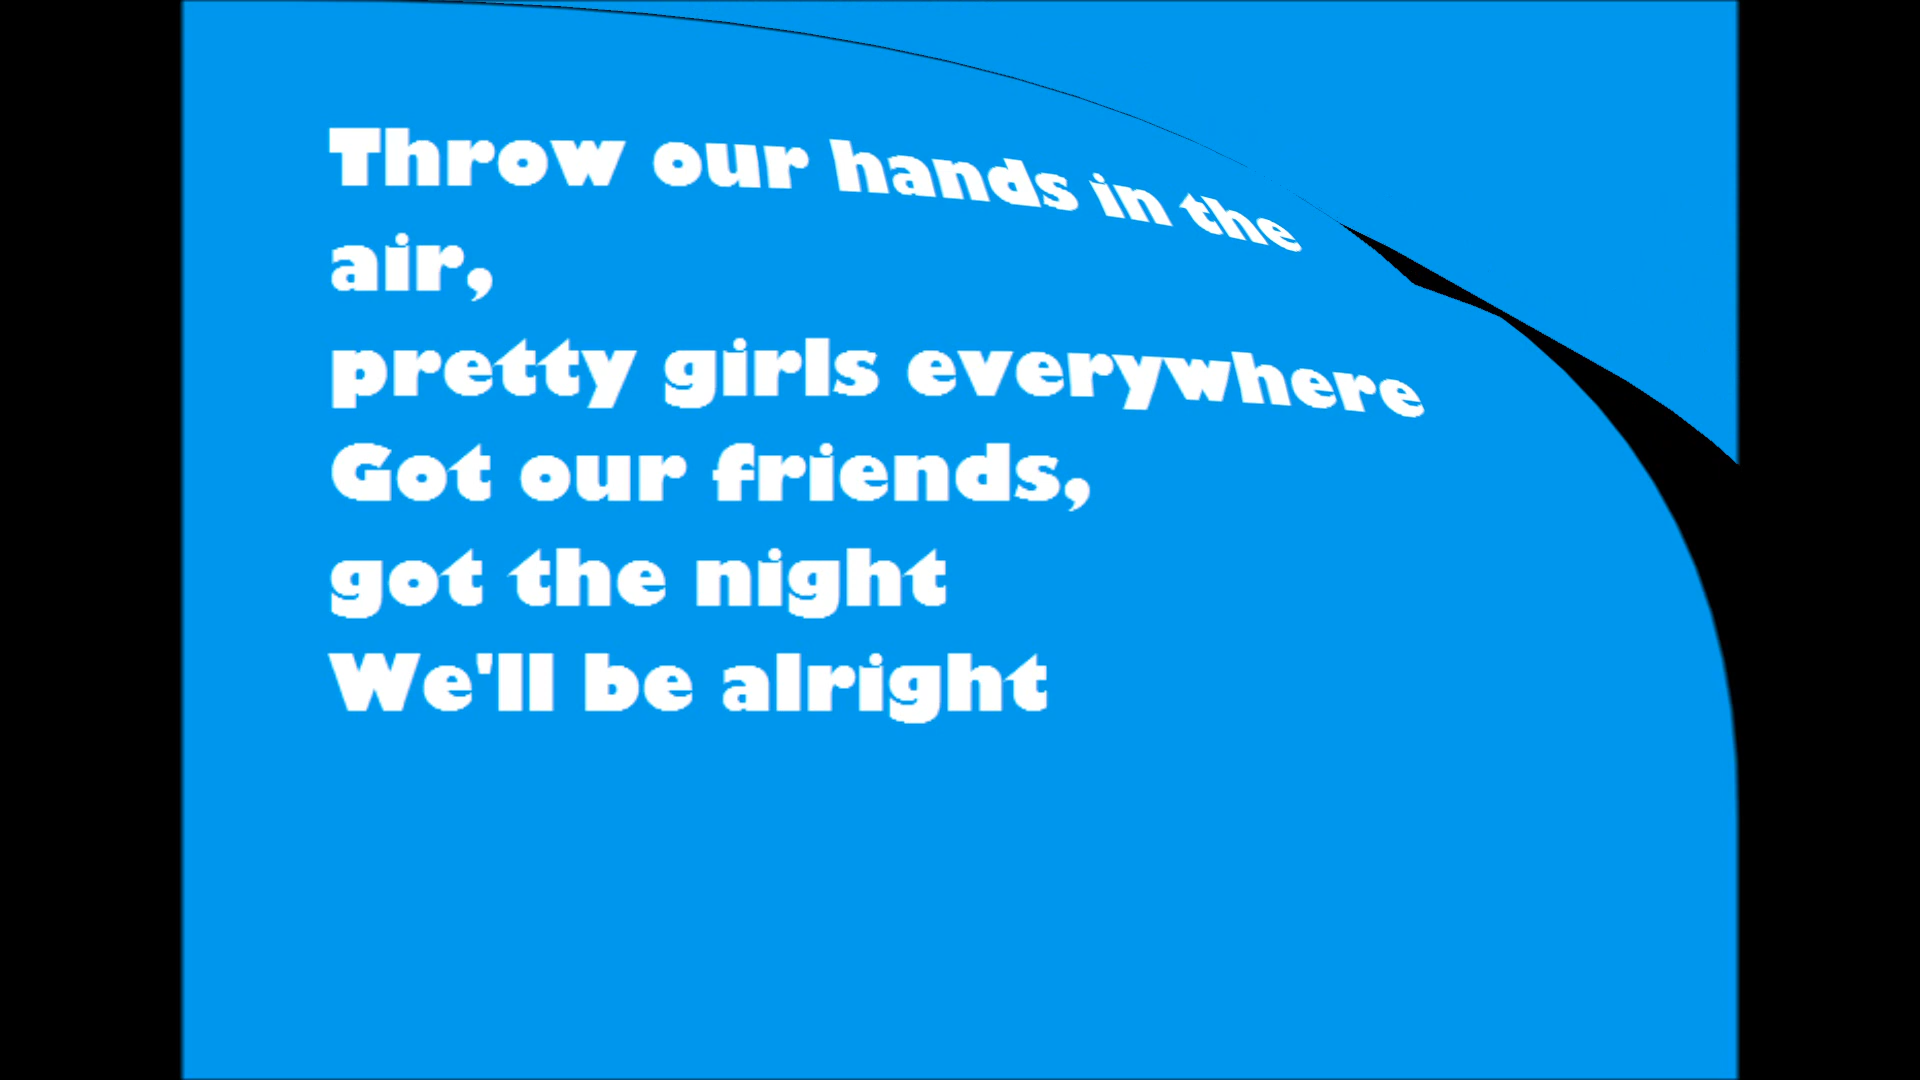 Throw our hands in the
air,
pretty girls everywhere
Got our friends,
got the night
We'll be alright